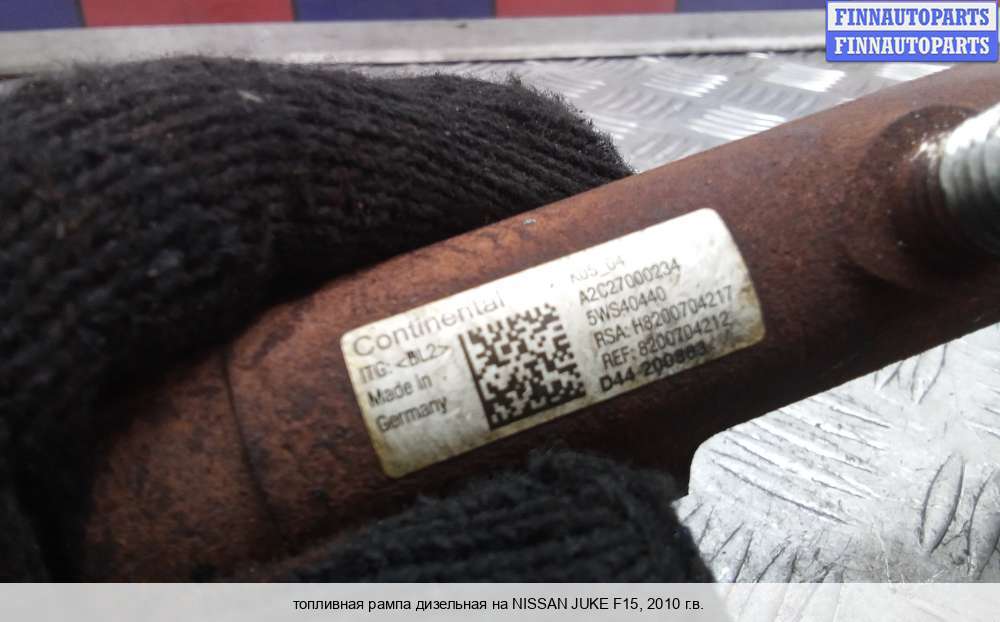 FINNAUTOPARTS
FINNAUTOPARTS
Continental
ITG: <BL2>
Made in
Germany
K05_04
A2C27000234
5WS40440
RSA: H8200704217
REF: 8200704212
D44
топливная рампа дизельная на NISSAN JUKE F15, 2010 г.в.